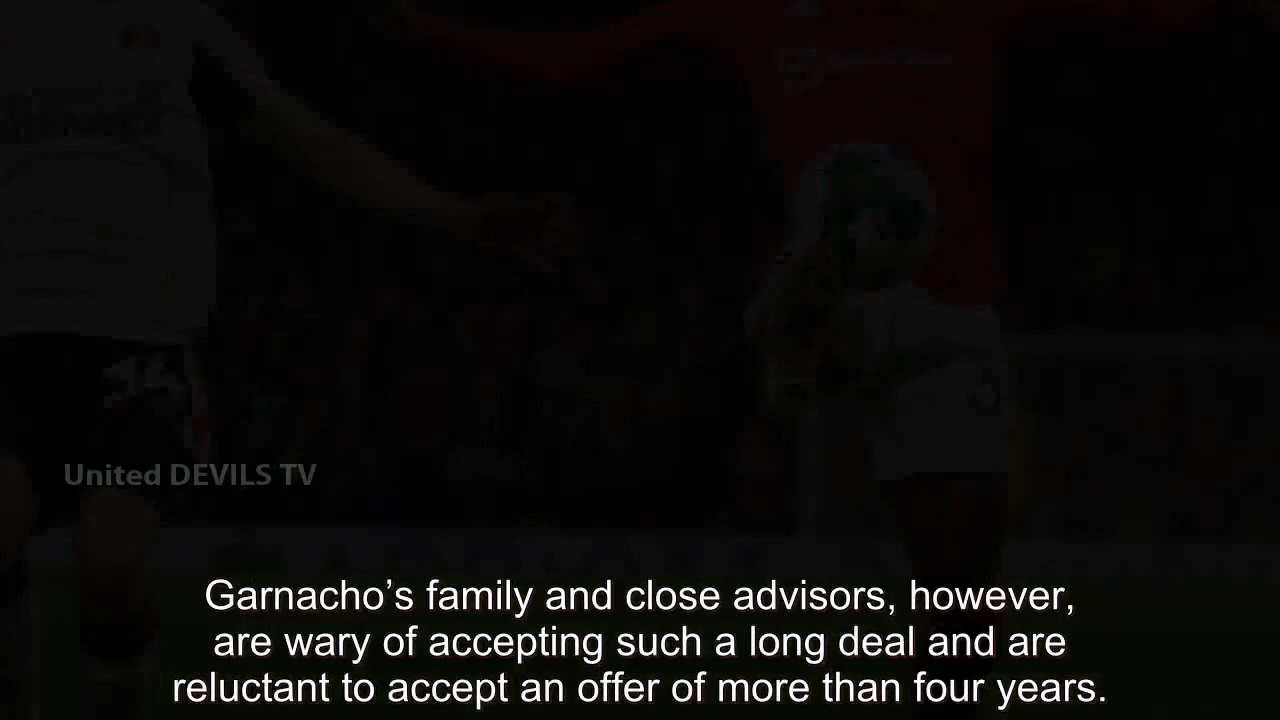 United DEVILS TV
Garnacho’s family and close advisors, however,
are wary of accepting such a long deal and are
reluctant to accept an offer of more than four years.